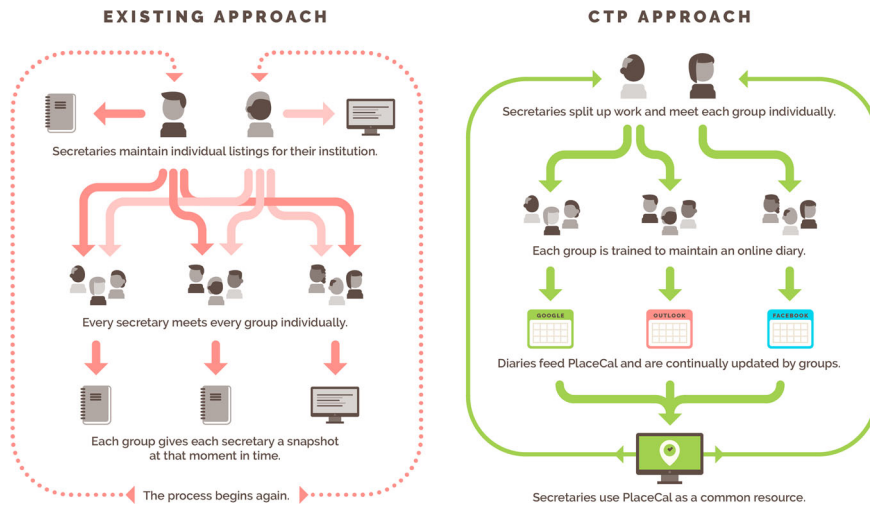 EXISTING APPROACH
Secretaries maintain individual listings for their institution.
Every secretary meets every group individually.
Each group gives each secretary a snapshot
at that moment in time.
The process begins again.
CTP APPROACH
Secretaries split up work and meet each group individually.
Each group is trained to maintain an online diary.
GOOGLE
OUTLOOK
FACEBOOK
Diaries feed PlaceCal and are continually updated by groups.
Secretaries use PlaceCal as a common resource.